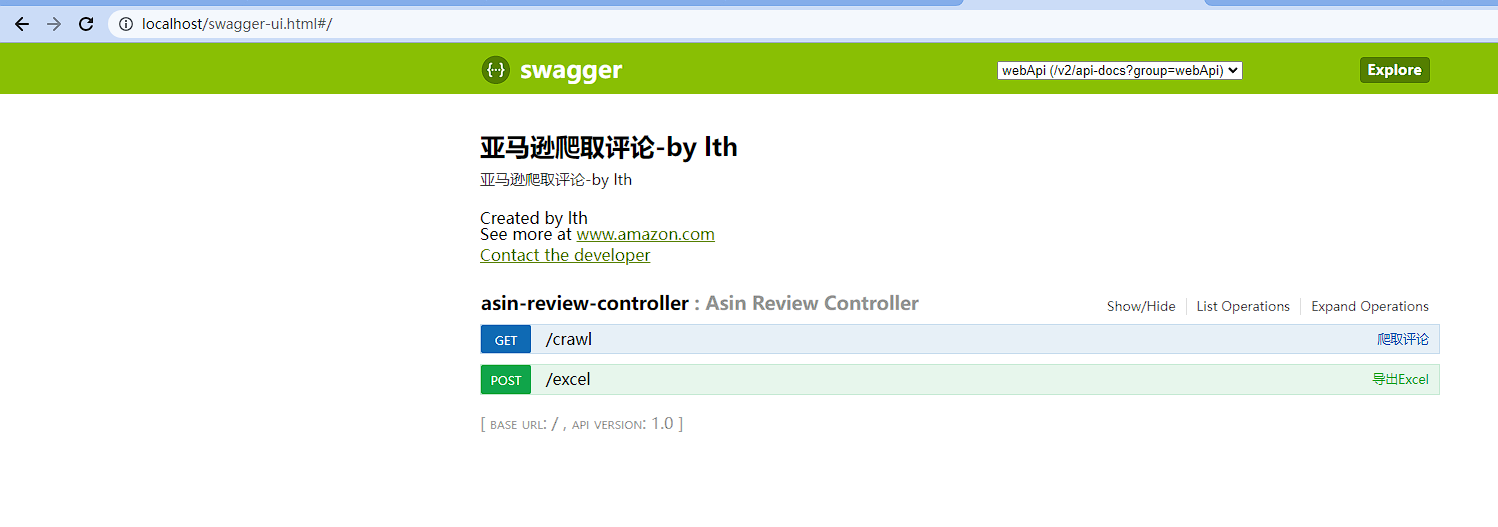 localhost/swagger-ui.html#/
{··} swagger
webApi (/v2/api-docs?group=webApi)
Explore
亚马逊爬取评论-by lth
亚马逊爬取评论-by lth
Created by lth
See more at www.amazon.com
Contact the developer
asin-review-controller : Asin Review Controller
Show/Hide
List Operations
Expand Operations
GET /crawl 爬取评论
POST /excel 导出Excel
[ BASE URL: / , API VERSION: 1.0 ]